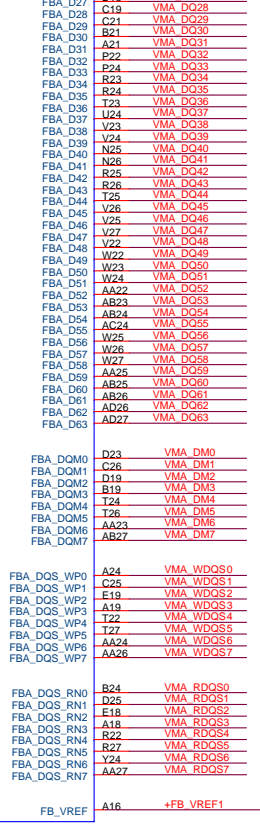 FBA_D27
FBA_D28 C19 VMA_DQ28
FBA_D29 C21 VMA_DQ29
FBA_D30 B21 VMA_DQ30
FBA_D31 A21 VMA_DQ31
FBA_D32 P22 VMA_DQ32
FBA_D33 P24 VMA_DQ33
FBA_D34 R23 VMA_DQ34
FBA_D35 R24 VMA_DQ35
FBA_D36 T23 VMA_DQ36
FBA_D37 U24 VMA_DQ37
FBA_D38 V23 VMA_DQ38
FBA_D39 V24 VMA_DQ39
FBA_D40 N25 VMA_DQ40
FBA_D41 N26 VMA_DQ41
FBA_D42 R25 VMA_DQ42
FBA_D43 R26 VMA_DQ43
FBA_D44 T25 VMA_DQ44
FBA_D45 V26 VMA_DQ45
FBA_D46 V25 VMA_DQ46
FBA_D47 V27 VMA_DQ47
FBA_D48 V22 VMA_DQ48
FBA_D49 W22 VMA_DQ49
FBA_D50 W23 VMA_DQ50
FBA_D51 W24 VMA_DQ51
FBA_D52 AA22 VMA_DQ52
FBA_D53 AB23 VMA_DQ53
FBA_D54 AB24 VMA_DQ54
FBA_D55 AC24 VMA_DQ55
FBA_D56 W25 VMA_DQ56
FBA_D57 W26 VMA_DQ57
FBA_D58 W27 VMA_DQ58
FBA_D59 AA25 VMA_DQ59
FBA_D60 AB25 VMA_DQ60
FBA_D61 AB26 VMA_DQ61
FBA_D62 AD26 VMA_DQ62
FBA_D63 AD27 VMA_DQ63
FBA_DQM0 D23 VMA_DM0
FBA_DQM1 C26 VMA_DM1
FBA_DQM2 D19 VMA_DM2
FBA_DQM3 B19 VMA_DM3
FBA_DQM4 T24 VMA_DM4
FBA_DQM5 T26 VMA_DM5
FBA_DQM6 AA23 VMA_DM6
FBA_DQM7 AB27 VMA_DM7
FBA_DQS_WP0 A24 VMA_WDQS0
FBA_DQS_WP1 C25 VMA_WDQS1
FBA_DQS_WP2 E19 VMA_WDQS2
FBA_DQS_WP3 A19 VMA_WDQS3
FBA_DQS_WP4 T22 VMA_WDQS4
FBA_DQS_WP5 T27 VMA_WDQS5
FBA_DQS_WP6 AA24 VMA_WDQS6
FBA_DQS_WP7 AA26 VMA_WDQS7
FBA_DQS_RN0 B24 VMA_RDQS0
FBA_DQS_RN1 D25 VMA_RDQS1
FBA_DQS_RN2 E18 VMA_RDQS2
FBA_DQS_RN3 A18 VMA_RDQS3
FBA_DQS_RN4 R22 VMA_RDQS4
FBA_DQS_RN5 R27 VMA_RDQS5
FBA_DQS_RN6 Y24 VMA_RDQS6
FBA_DQS_RN7 AA27 VMA_RDQS7
FB_VREF A16 +FB_VREF1